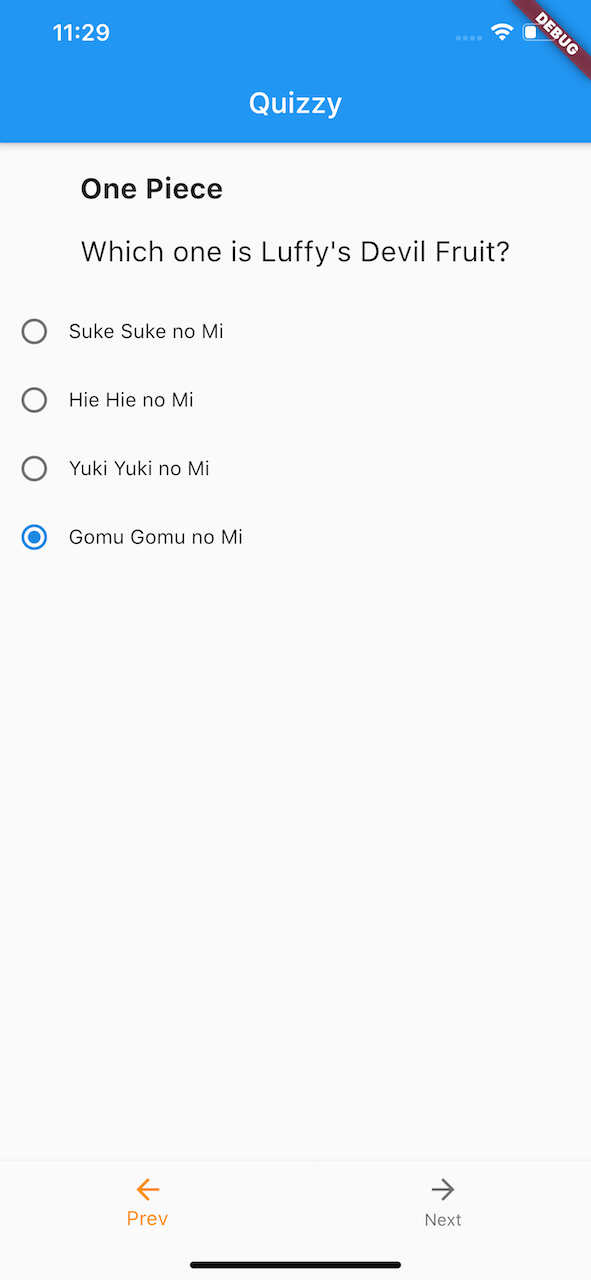 11:29
DEBUG
Quizzy
One Piece
Which one is Luffy's Devil Fruit?
Suke Suke no Mi
Hie Hie no Mi
Yuki Yuki no Mi
Gomu Gomu no Mi
Prev
Next